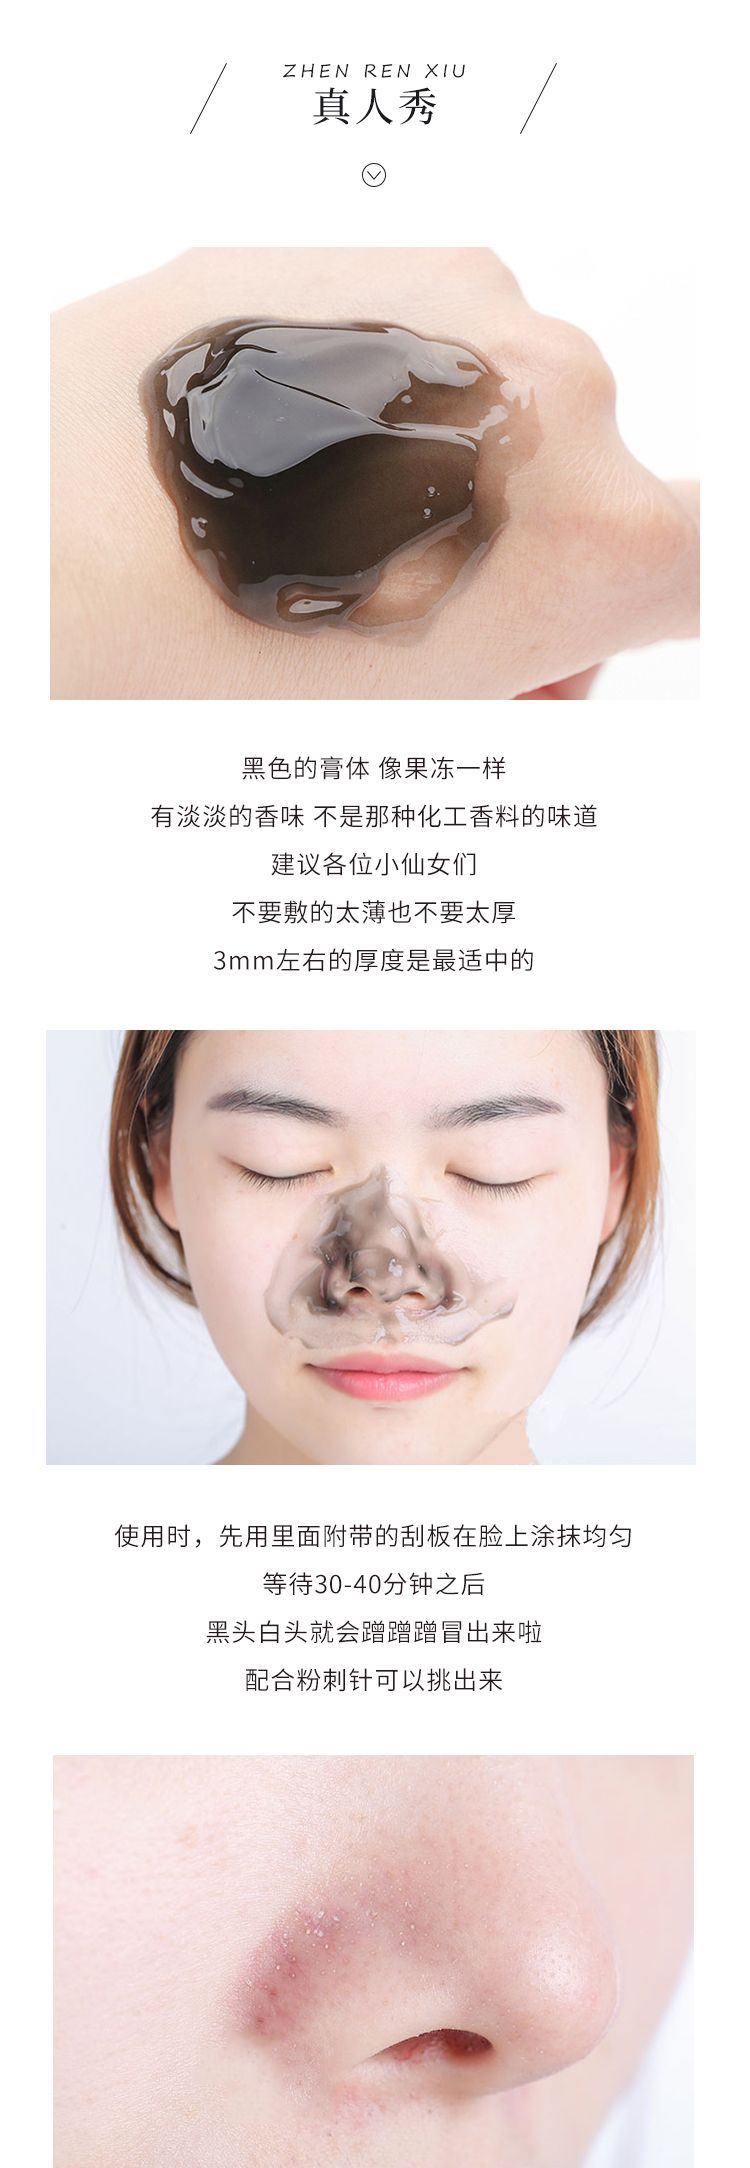 ZHEN REN XIU
真人秀
黑色的膏体 像果冻一样
有淡淡的香味 不是那种化工香料的味道
建议各位小仙女们
不要敷的太薄也不要太厚
3mm左右的厚度是最适中的
使用时，先用里面附带的刮板在脸上涂抹均匀
等待30-40分钟之后
黑头白头就会蹭蹭蹭冒出来啦
配合粉刺针可以挑出来